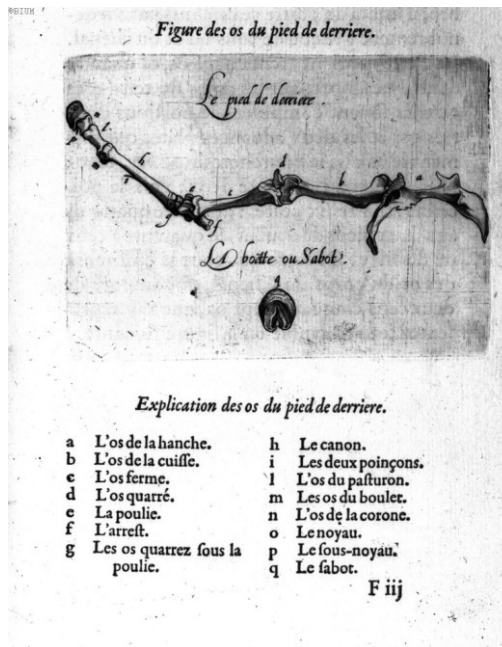 Figure des os du pied de derriere.
Le pied de derriere.
LA boëtte ou Sabot.
Explication des os du pied de derriere.
a L'os de la hanche.
b L'os de la cuiſſe.
c L'os ferme.
d L'os quarré.
e La poulie.
f L'arreſt.
g Les os quarrez ſous la
poulie.
h Le canon.
i Les deux poinçons.
l L'os du paſturon.
m Les os du boulet.
n L'os de la corone.
o Le noyau.
p Le ſous-noyau.
q Le ſabot.
F iij